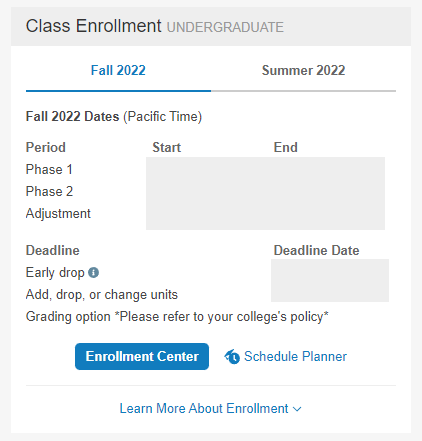 Class Enrollment UNDERGRADUATE
Fall 2022 Summer 2022
Fall 2022 Dates (Pacific Time)
Period Start End
Phase 1
Phase 2
Adjustment
Deadline Deadline Date
Early drop
Add, drop, or change units
Grading option *Please refer to your college's policy*
Enrollment Center Schedule Planner
Learn More About Enrollment